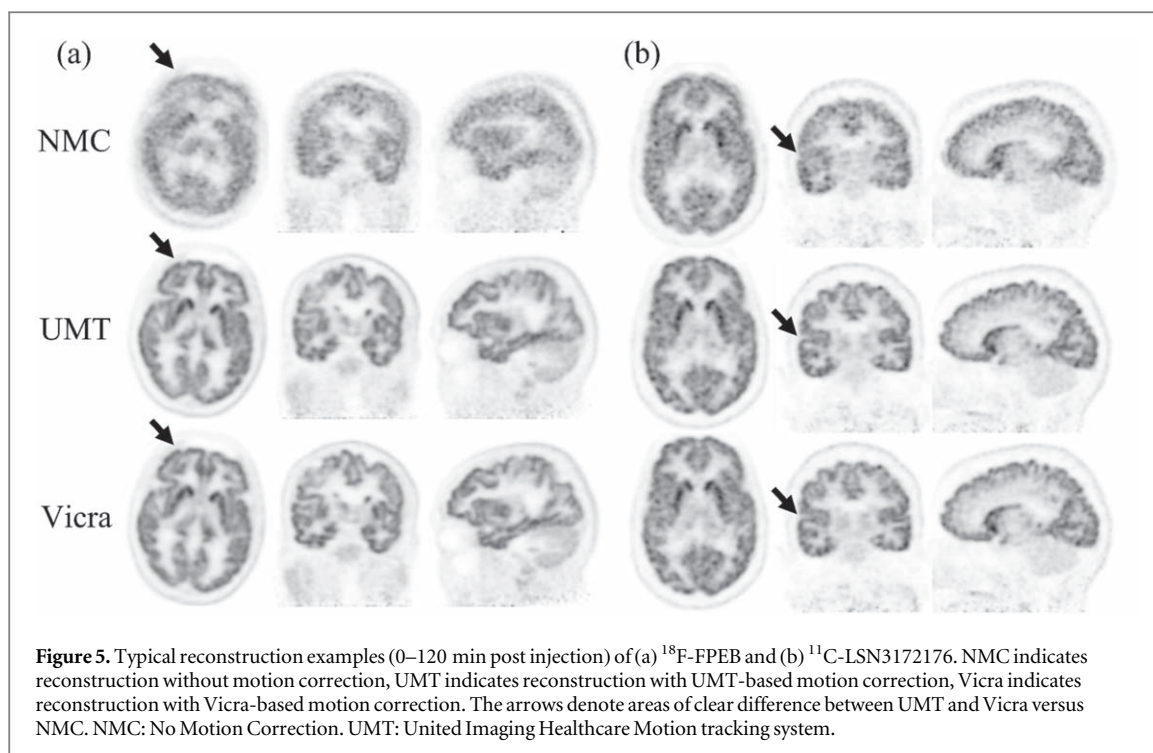 (a)
(b)
NMC
UMT
Vicra
Figure 5. Typical reconstruction examples (0–120 min post injection) of (a) ¹⁸F-FPEB and (b) ¹¹C-LSN3172176. NMC indicates
reconstruction without motion correction, UMT indicates reconstruction with UMT-based motion correction, Vicra indicates
reconstruction with Vicra-based motion correction. The arrows denote areas of clear difference between UMT and Vicra versus
NMC. NMC: No Motion Correction. UMT: United Imaging Healthcare Motion tracking system.